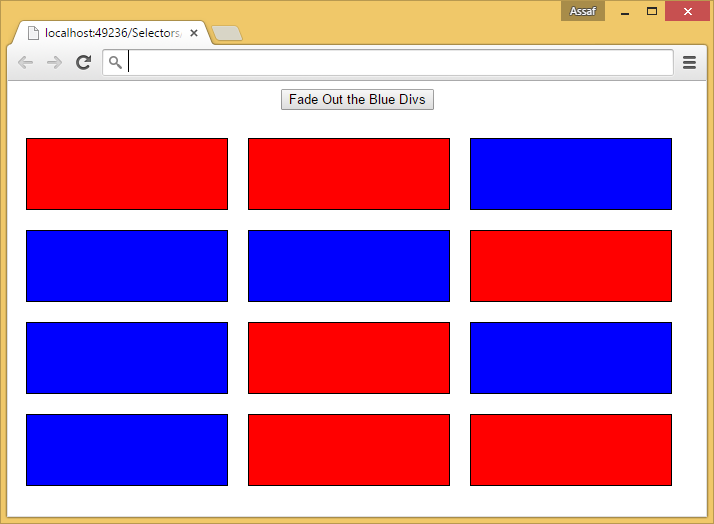 Assaf
localhost:49236/Selectors
Fade Out the Blue Divs